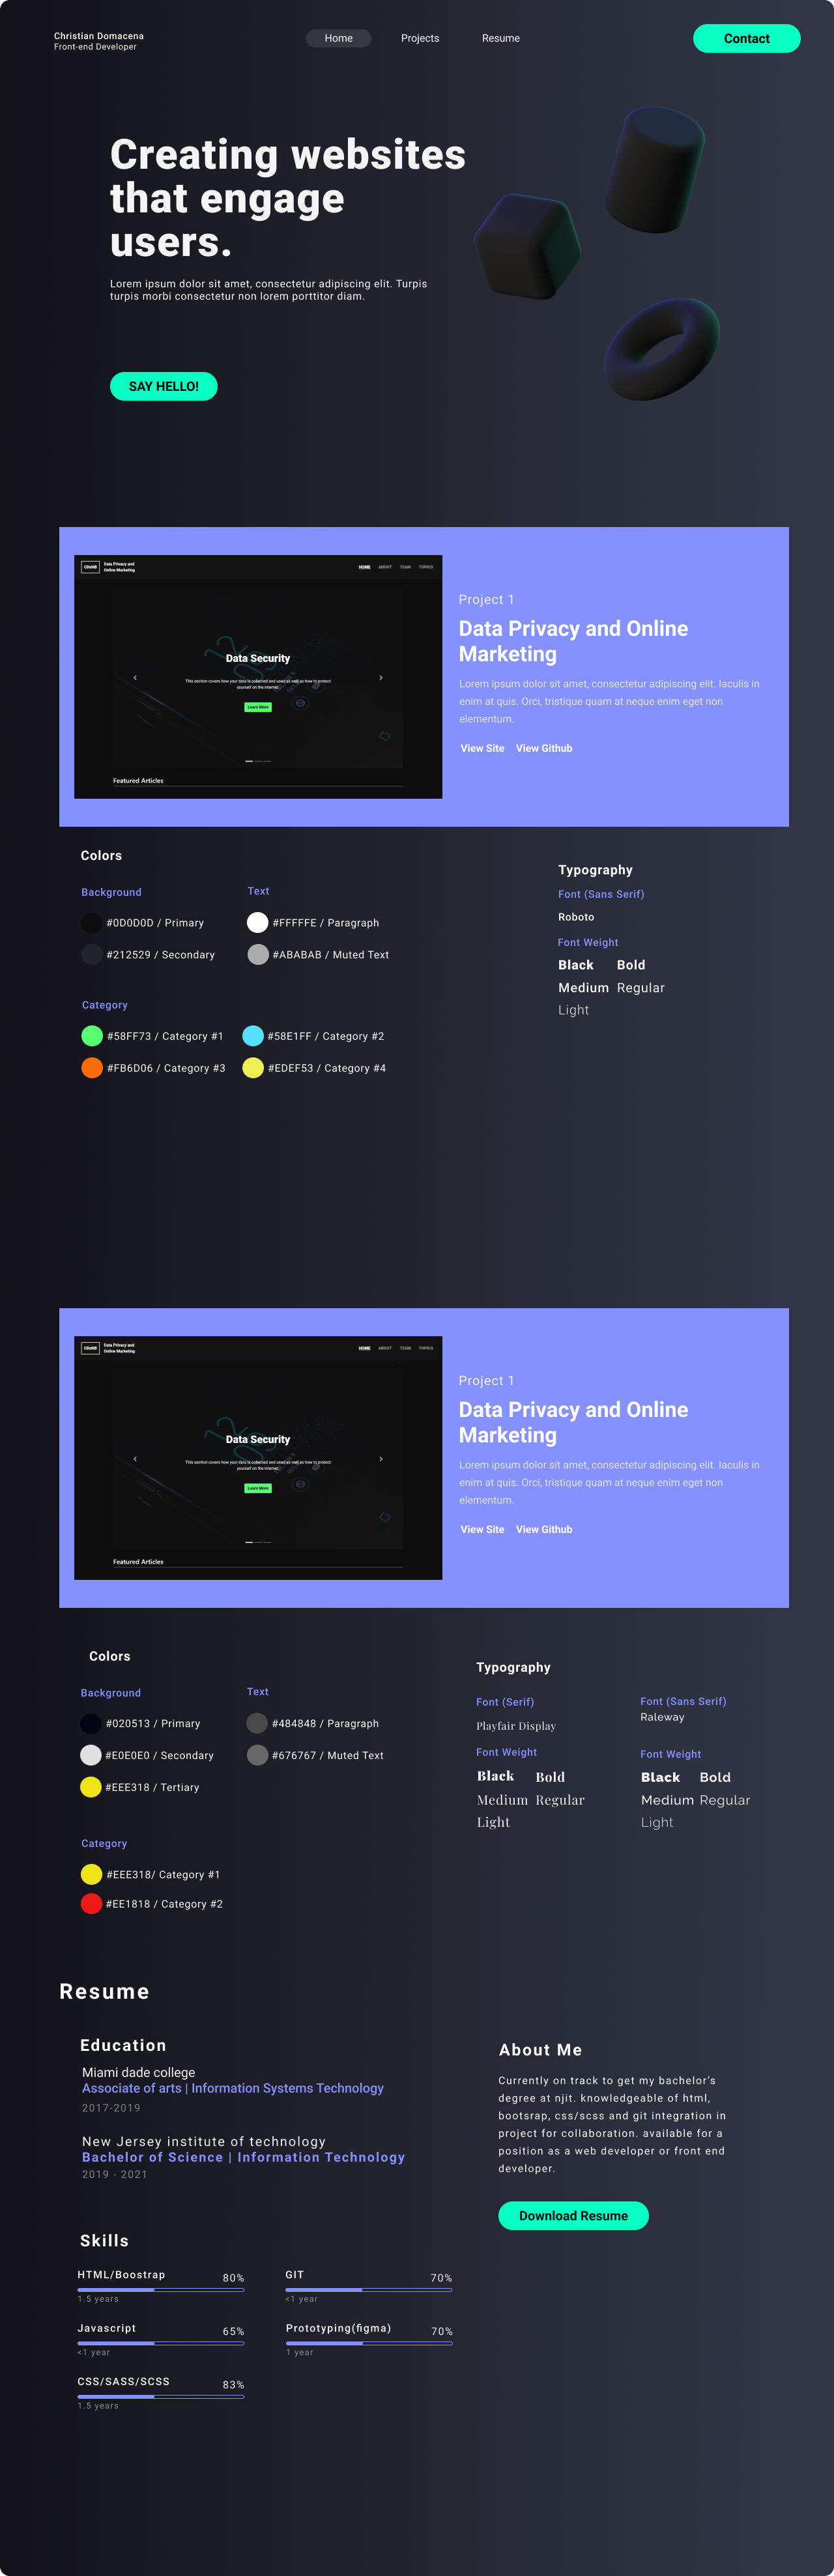 Christian Domacena
Front-end Developer
Home
Projects
Resume
Contact
Creating websites
that engage
users.
Lorem ipsum dolor sit amet, consectetur adipiscing elit. Turpis
turpis morbi consectetur non lorem porttitor diam.
SAY HELLO!
Data Privacy and
Online Marketing
HOME
ABOUT
TEAM
TOPICS
Data Security
This section covers how your data is collected and used as well as how to protect
yourself on the internet.
Learn More
Featured Articles
Project 1
Data Privacy and Online
Marketing
Lorem ipsum dolor sit amet, consectetur adipiscing elit. Iaculis in
enim at quis. Orci, tristique quam at neque enim eget non
elementum.
View Site
View Github
Colors
Background
#0D0D0D / Primary
#212529 / Secondary
Text
#FFFFFE / Paragraph
#ABABAB / Muted Text
Category
#58FF73 / Category #1
#58E1FF / Category #2
#FB6D06 / Category #3
#EDEF53 / Category #4
Typography
Font (Sans Serif)
Roboto
Font Weight
Black
Bold
Medium
Regular
Light
Data Privacy and
Online Marketing
HOME
ABOUT
TEAM
TOPICS
Data Security
This section covers how your data is collected and used as well as how to protect
yourself on the internet.
Learn More
Featured Articles
Project 1
Data Privacy and Online
Marketing
Lorem ipsum dolor sit amet, consectetur adipiscing elit. Iaculis in
enim at quis. Orci, tristique quam at neque enim eget non
elementum.
View Site
View Github
Colors
Background
#020513 / Primary
#E0E0E0 / Secondary
#EEE318 / Tertiary
Text
#484848 / Paragraph
#676767 / Muted Text
Category
#EEE318/ Category #1
#EE1818 / Category #2
Typography
Font (Serif)
Playfair Display
Font Weight
Black
Bold
Medium
Regular
Light
Font (Sans Serif)
Raleway
Font Weight
Black
Bold
Medium
Regular
Light
Resume
Education
Miami dade college
Associate of arts | Information Systems Technology
2017-2019
New Jersey institute of technology
Bachelor of Science | Information Technology
2019 - 2021
About Me
Currently on track to get my bachelor's
degree at njit. knowledgeable of html,
bootsrap, css/scss and git integration in
project for collaboration. available for a
position as a web developer or front end
developer.
Download Resume
Skills
HTML/Boostrap
80%
1.5 years
GIT
70%
<1 year
Javascript
65%
<1 year
Prototyping(figma)
70%
1 year
CSS/SASS/SCSS
83%
1.5 years